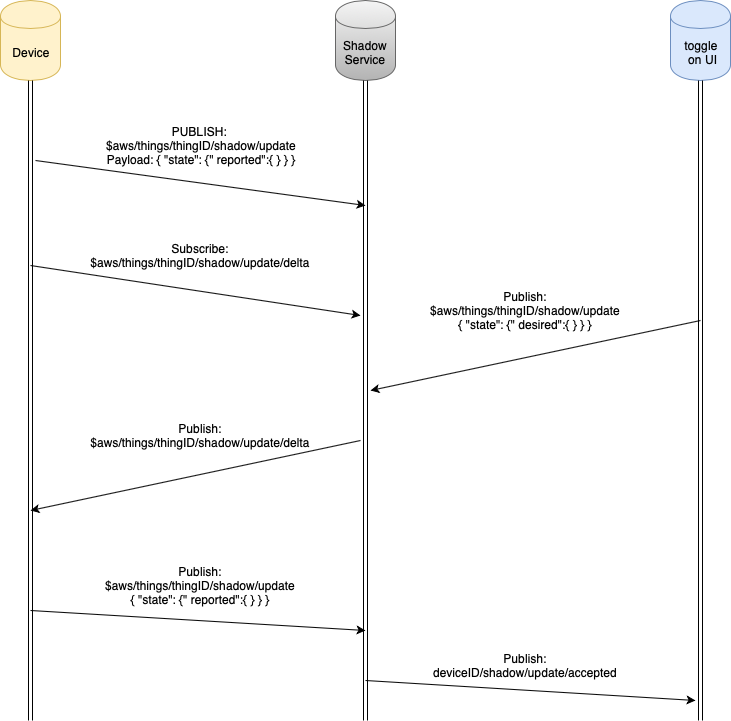 Device
Shadow
Service
toggle
on UI
PUBLISH:
$aws/things/thingID/shadow/update
Payload: { "state": {" reported":{ } } }
Subscribe:
$aws/things/thingID/shadow/update/delta
Publish:
$aws/things/thingID/shadow/update
{ "state": {" desired":{ } } }
Publish:
$aws/things/thingID/shadow/update/delta
Publish:
$aws/things/thingID/shadow/update
{ "state": {" reported":{ } } }
Publish:
deviceID/shadow/update/accepted